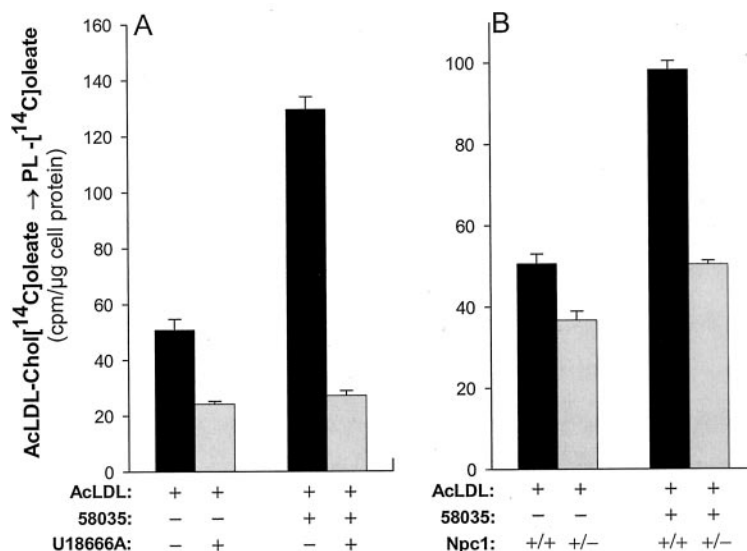 A
B
AcLDL-Chol[14C]oleate → PL -[14C]oleate
(cpm/µg cell protein)
160
140
120
100
80
60
40
20
0
100
80
60
40
20
0
AcLDL: + + + +
58035: − − + +
U18666A: − + − +
AcLDL: + + + +
58035: − − + +
Npc1: +/+ +/− +/+ +/−